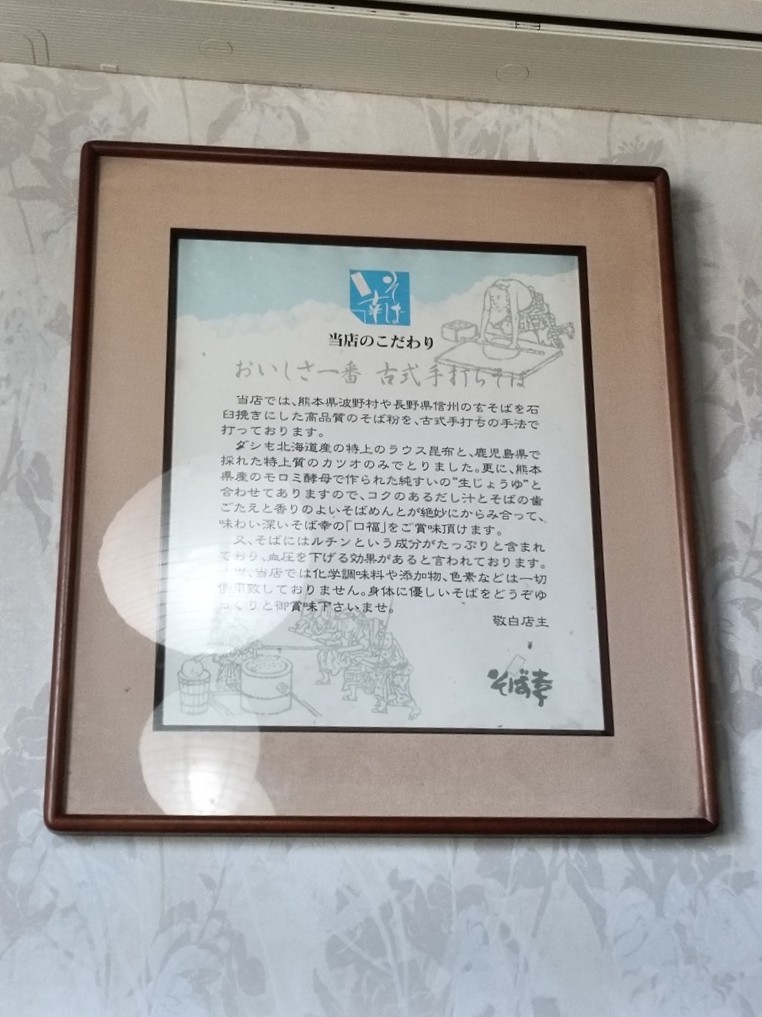 そば幸
当店のこだわり
おいしさ一番 古式手打ちそば
当店では、熊本県波野村や長野県信州の玄そばを石
臼挽きにした高品質のそば粉を、古式手打ちの手法で
打っております。
ダシも北海道産の特上のラウス昆布と、鹿児島県で
採れた特上質のカツオのみでとりました。更に、熊本
県産のモロミ酵母で作られた純すいの"生じょうゆ"と
合わせてありますので、コクのあるだし汁とそばの歯
ごたえと香りのよいそばめんとが絶妙にからみ合って、
味わい深いそば幸の「口福」をご賞味頂けます。
又、そばにはルチンという成分がたっぷりと含まれ
ており、血圧を下げる効果があると言われております。
当店では化学調味料や添加物、色素などは一切
使用致しておりません。身体に優しいそばをどうぞゆ
っくりと御賞味下さいませ。
敬白店主
そば幸